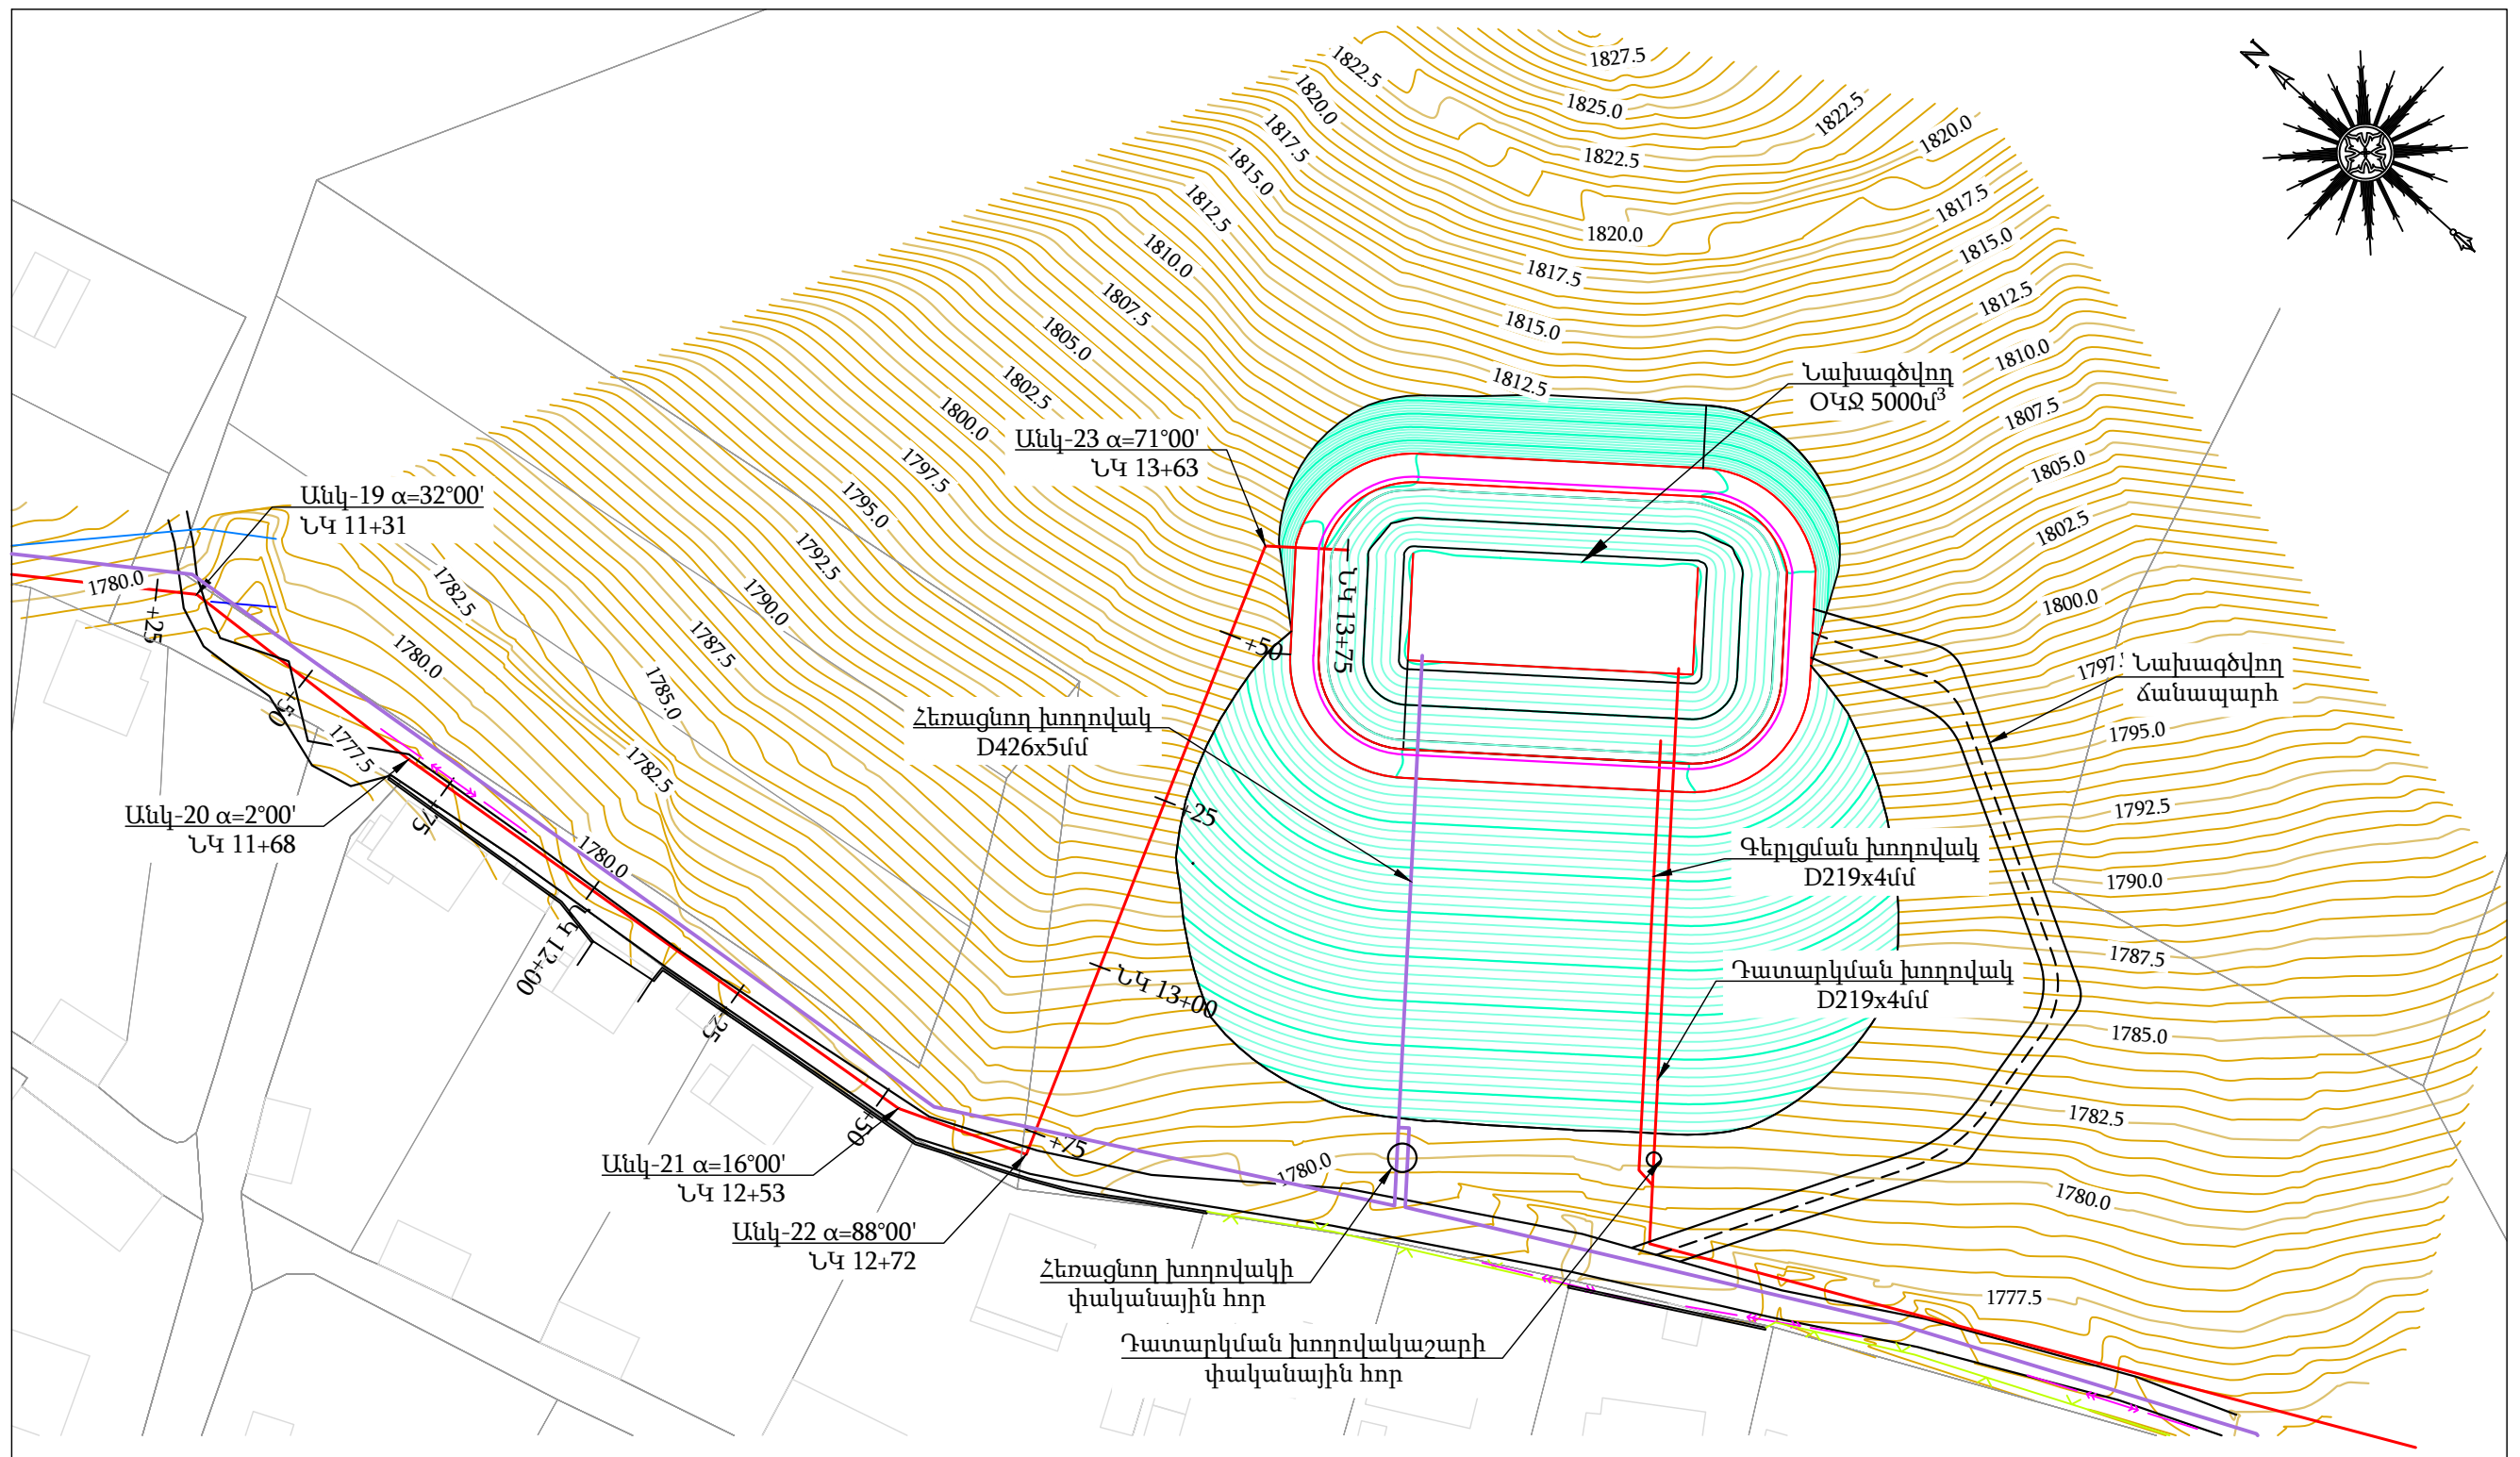 1827.5
1822.5
1825.0
1820.0
1822.5
1820.0
1817.5
1822.5
1815.0
1812.5
1817.5
1820.0
1815.0
1810.0
1817.5
1812.5
1807.5
1815.0
1805.0
1810.0
Նախագծվող
ՕԿՋ 5000մ³
1812.5
1802.5
1807.5
1800.0
Անկ-23 α=71°00'
ՆԿ 13+63
1797.5
1805.0
1795.0
Անկ-19 α=32°00'
ՆԿ 11+31
1802.5
1792.5
1780.0
+25
1782.5
1790.0
1800.0
ՆԿ 13+75
+50
1787.5
1780.0
Նախագծվող
ճանապարհ
1785.0
Հեռացնող խողովակ
D426x5մմ
1795.0
1777.5
1782.5
+25
1792.5
Անկ-20 α=2°00'
ՆԿ 11+68
1780.0
Գերլցման խողովակ
D219x4մմ
1790.0
1787.5
Դատարկման խողովակ
D219x4մմ
ՆԿ 13+00
1785.0
1782.5
+50
+75
Անկ-21 α=16°00'
ՆԿ 12+53
1780.0
1780.0
Անկ-22 α=88°00'
ՆԿ 12+72
Հեռացնող խողովակի
փականային հոր
1777.5
Դատարկման խողովակաշարի
փականային հոր
N